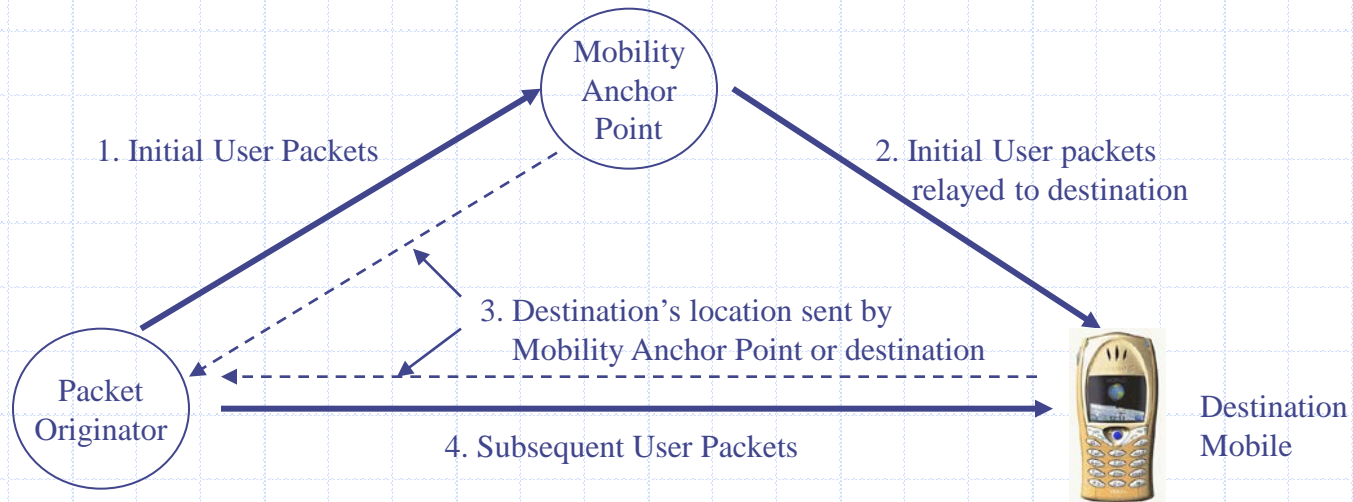 Mobility
Anchor
Point
1. Initial User Packets
2. Initial User packets
relayed to destination
3. Destination's location sent by
Mobility Anchor Point or destination
Packet
Originator
4. Subsequent User Packets
Destination
Mobile